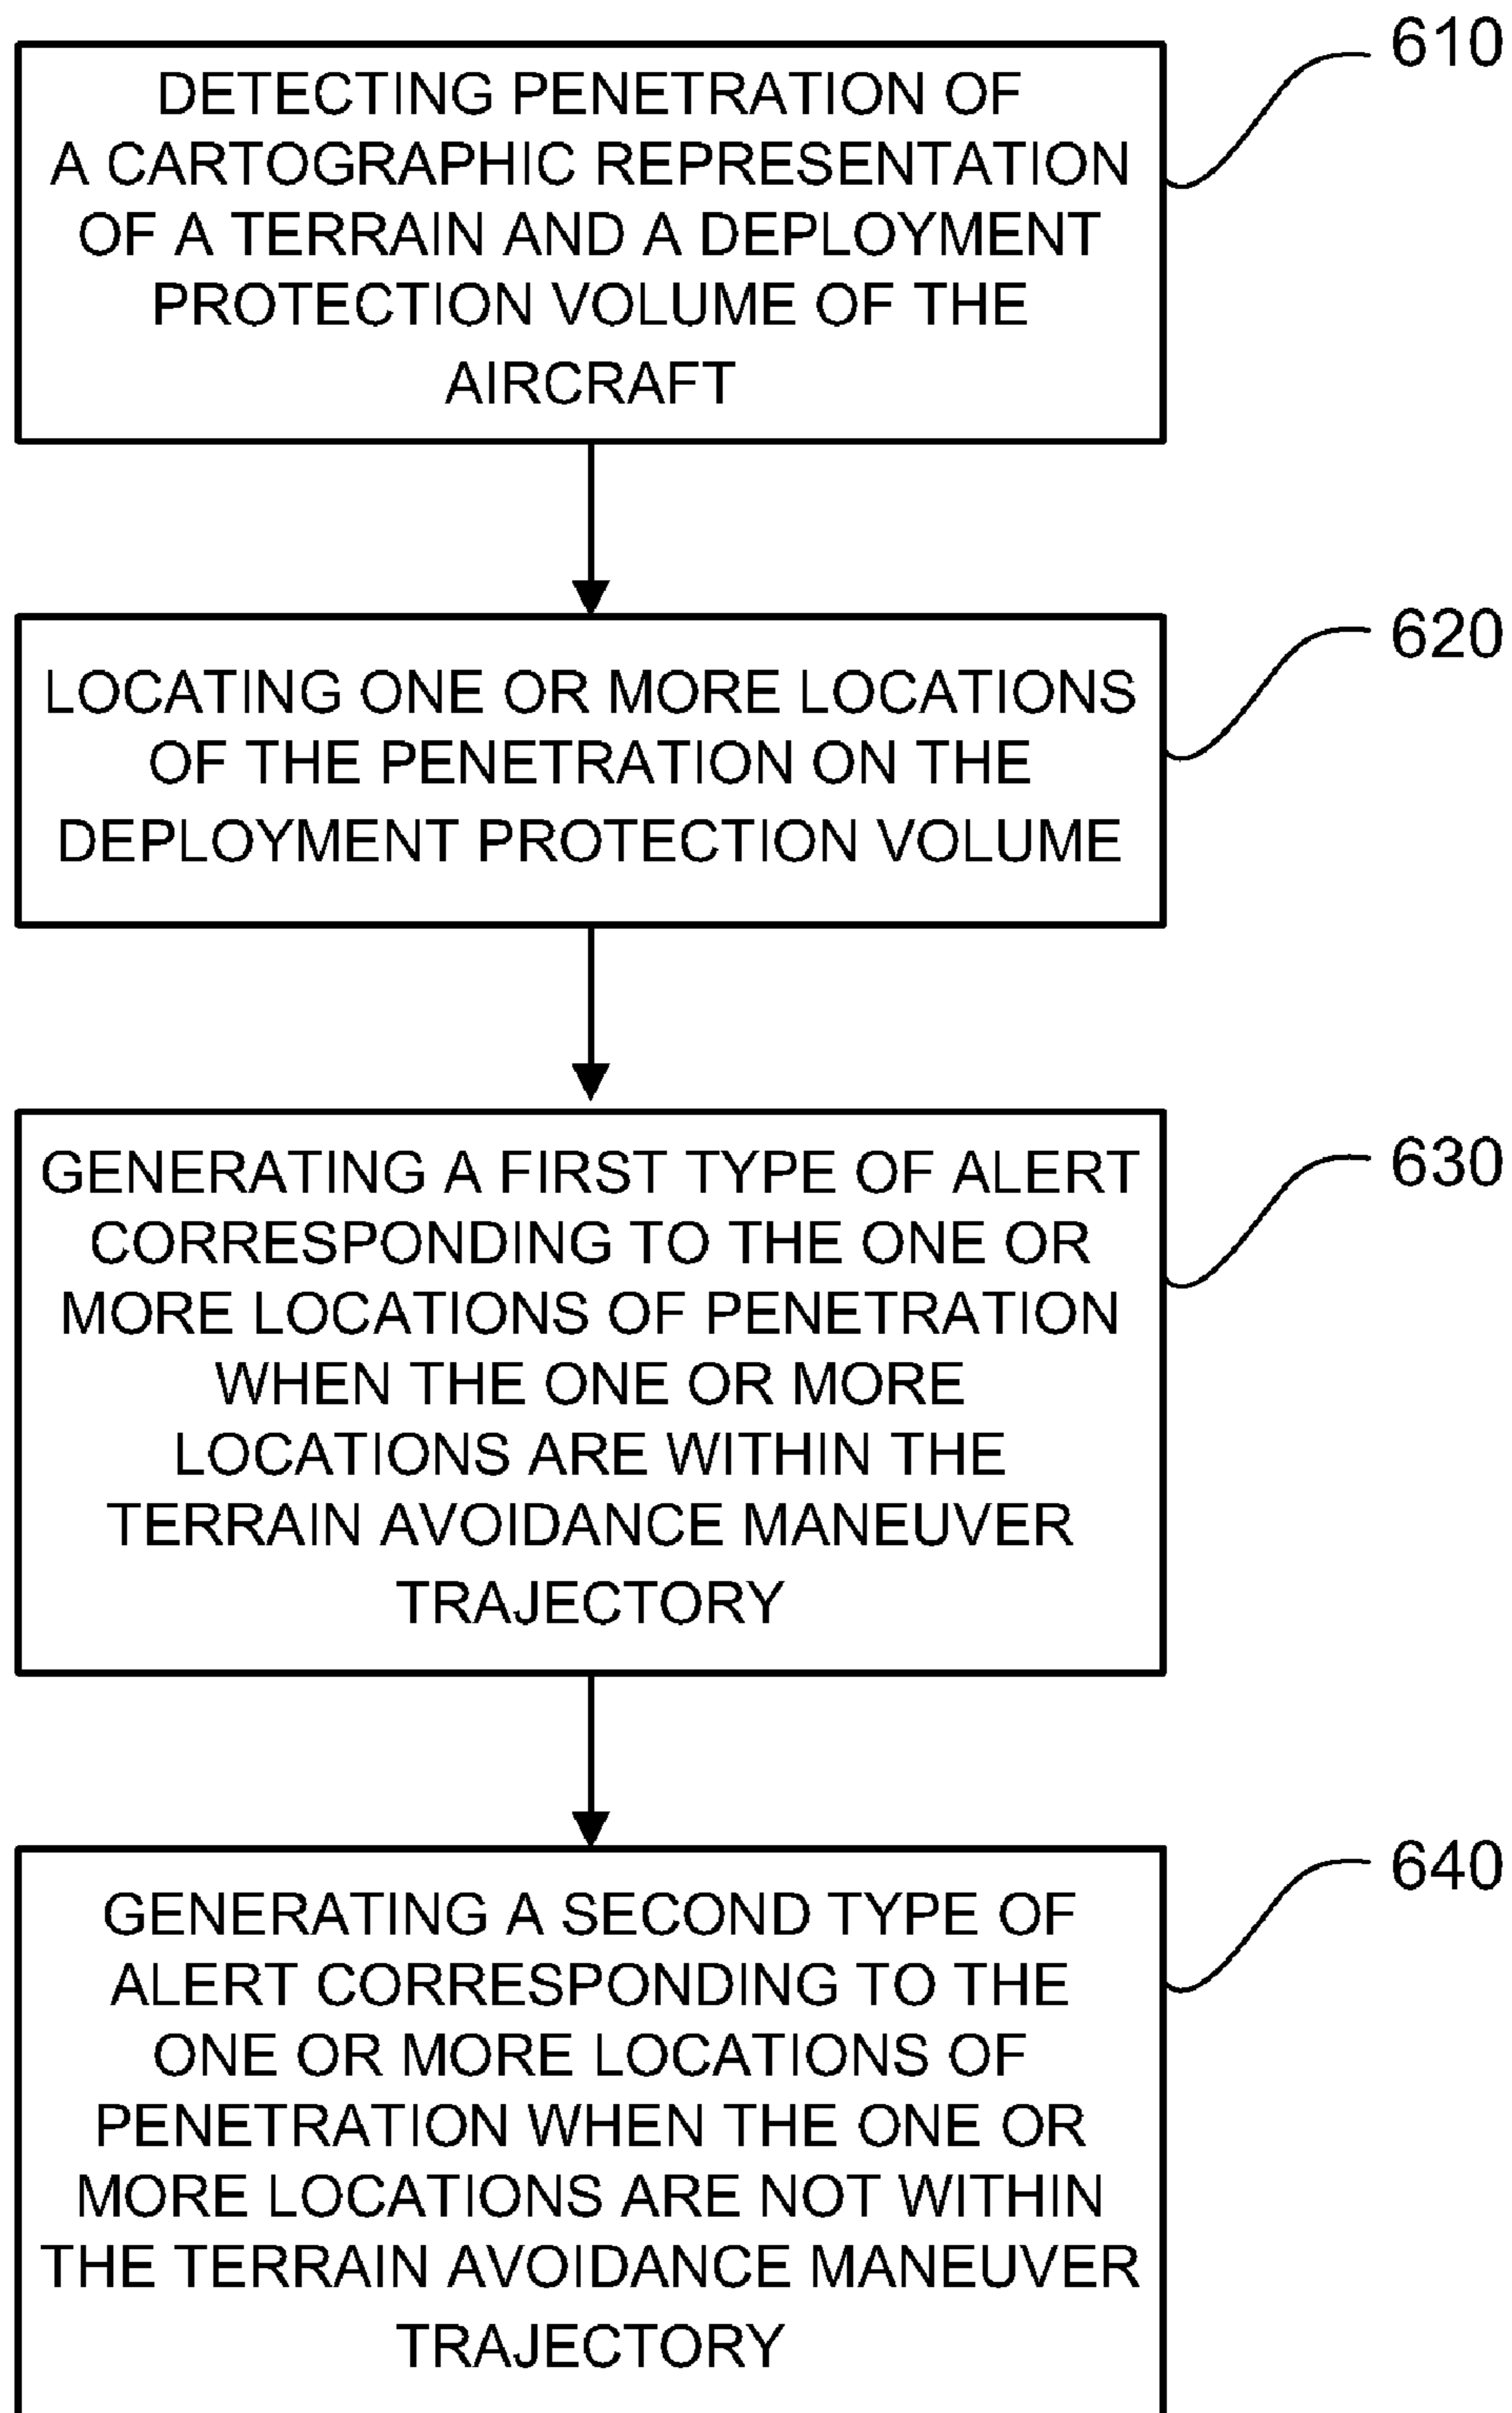 610
DETECTING PENETRATION OF
A CARTOGRAPHIC REPRESENTATION
OF A TERRAIN AND A DEPLOYMENT
PROTECTION VOLUME OF THE
AIRCRAFT
620
LOCATING ONE OR MORE LOCATIONS
OF THE PENETRATION ON THE
DEPLOYMENT PROTECTION VOLUME
630
GENERATING A FIRST TYPE OF ALERT
CORRESPONDING TO THE ONE OR
MORE LOCATIONS OF PENETRATION
WHEN THE ONE OR MORE
LOCATIONS ARE WITHIN THE
TERRAIN AVOIDANCE MANEUVER
TRAJECTORY
640
GENERATING A SECOND TYPE OF
ALERT CORRESPONDING TO THE
ONE OR MORE LOCATIONS OF
PENETRATION WHEN THE ONE OR
MORE LOCATIONS ARE NOT WITHIN
THE TERRAIN AVOIDANCE MANEUVER
TRAJECTORY